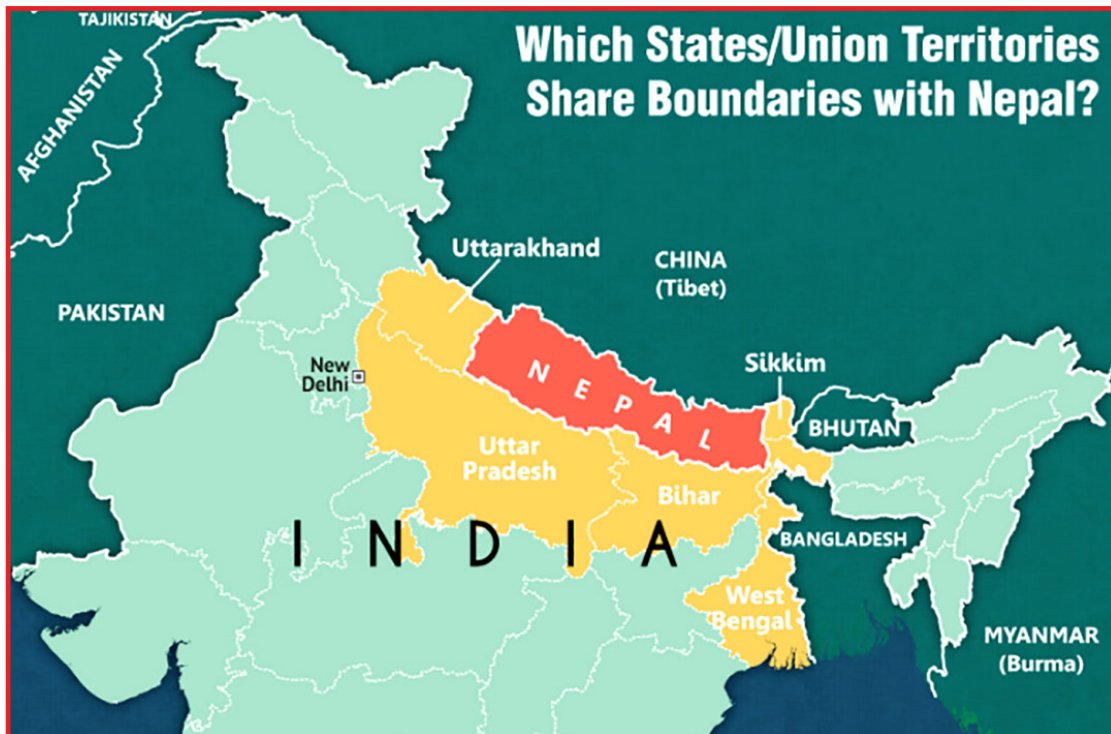 TAJIKISTAN
AFGHANISTAN
Which States/Union Territories
Share Boundaries with Nepal?
Uttarakhand
CHINA
(Tibet)
PAKISTAN
New
Delhi
NEPAL
Sikkim
BHUTAN
Uttar
Pradesh
Bihar
INDIA
BANGLADESH
West
Bengal
MYANMAR
(Burma)